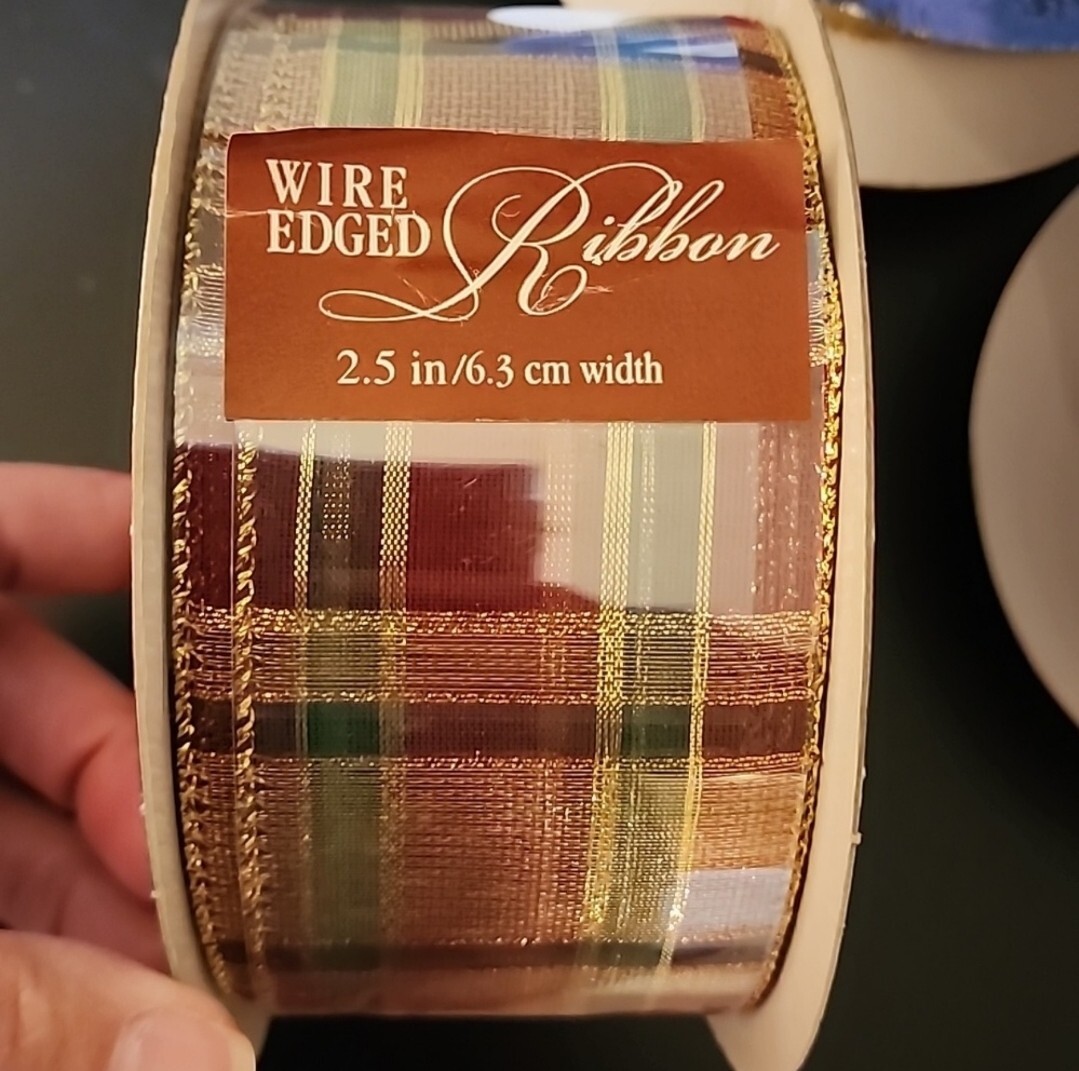 WIRE
EDGED Ribbon
2.5 in/6.3 cm width